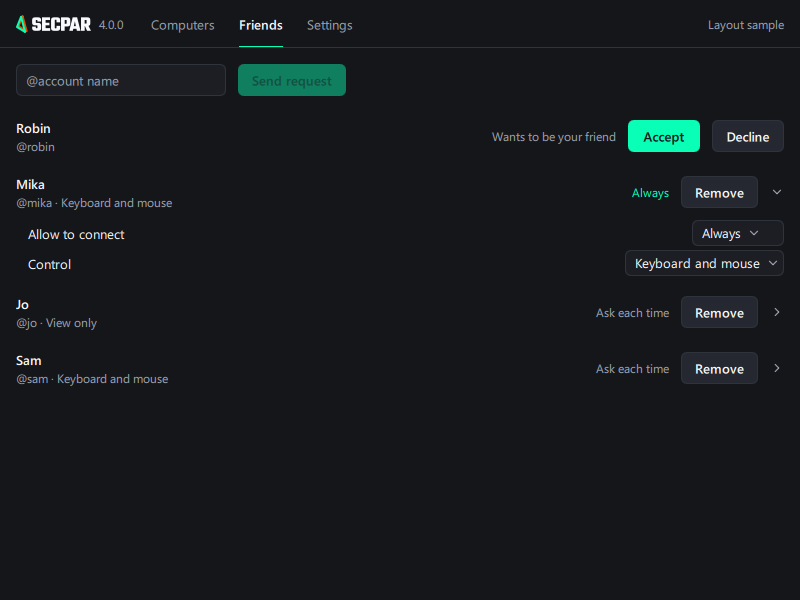 SECPAR 4.0.0 Computers Friends Settings Layout sample
@account name Send request
Robin
@robin
Wants to be your friend Accept Decline
Mika
@mika · Keyboard and mouse
Always Remove
Allow to connect Always
Control Keyboard and mouse
Jo
@jo · View only
Ask each time Remove
Sam
@sam · Keyboard and mouse
Ask each time Remove